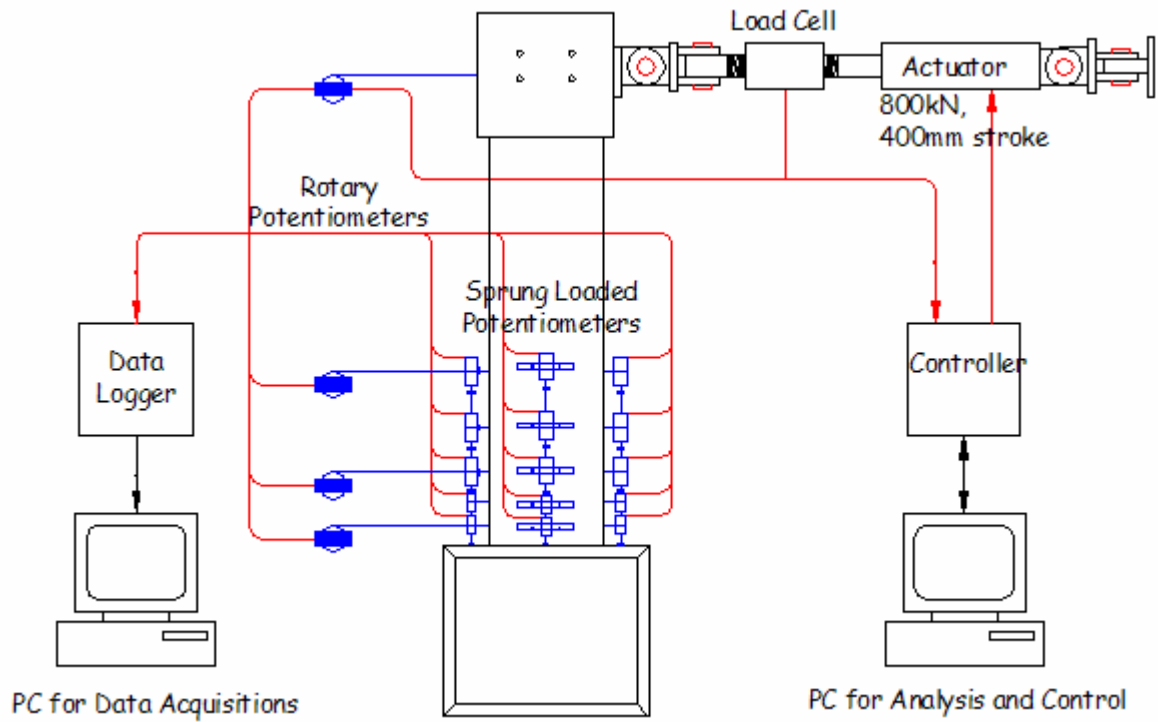 Load Cell
Actuator
800kN,
400mm stroke
Rotary
Potentiometers
Sprung Loaded
Potentiometers
Data
Logger
Controller
PC for Data Acquisitions
PC for Analysis and Control